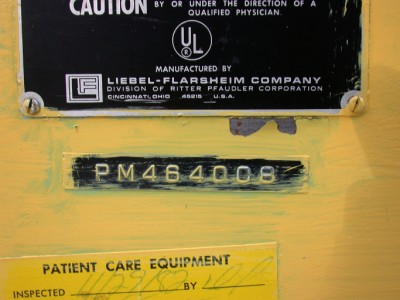 CAUTION BY OR UNDER THE DIRECTION OF A
QUALIFIED PHYSICIAN.
UL
MANUFACTURED BY
LF LIEBEL-FLARSHEIM COMPANY
DIVISION OF RITTER PFAUDLER CORPORATION
CINCINNATI, OHIO 45215 U.S.A.
PM464008
PATIENT CARE EQUIPMENT
INSPECTED BY